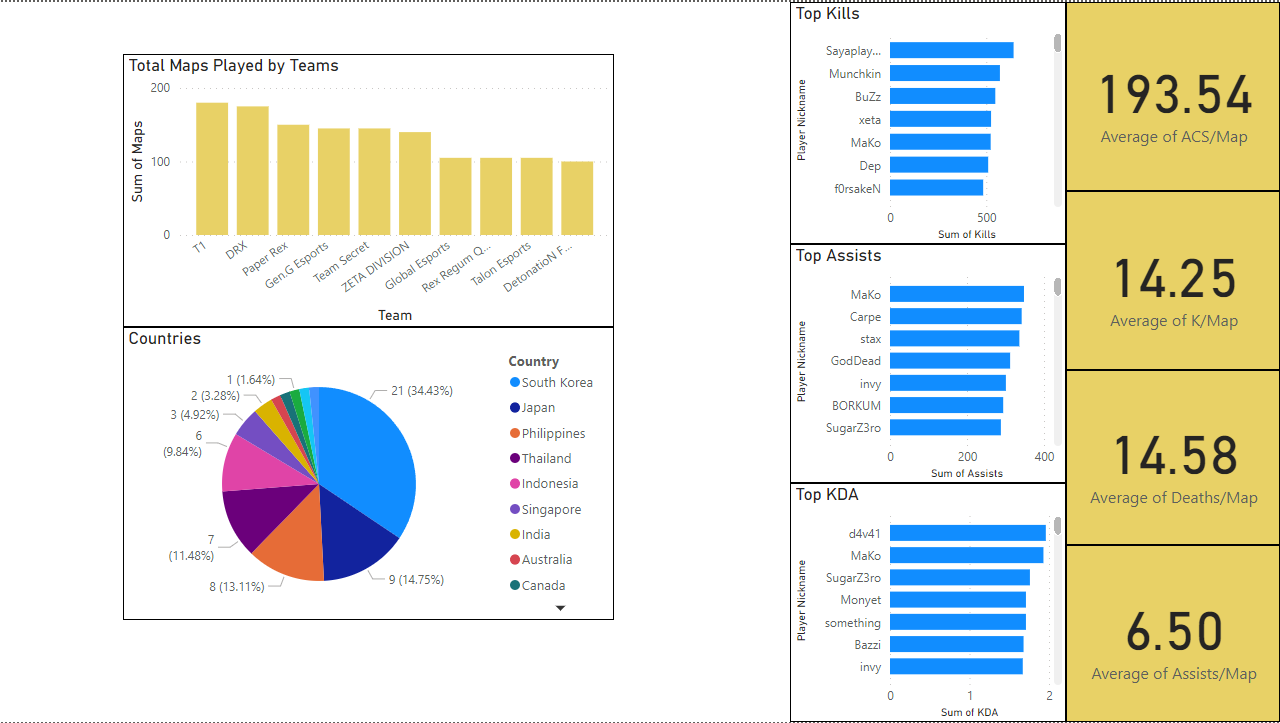 Total Maps Played by Teams
200
100
0
Sum of Maps
T1
DRX
Paper Rex
Gen.G Esports
Team Secret
ZETA DIVISION
Global Esports
Rex Regum Q...
Talon Esports
DetonatioN F...
Team
Countries
1 (1.64%)
2 (3.28%)
3 (4.92%)
6
(9.84%)
7
(11.48%)
8 (13.11%)
9 (14.75%)
21 (34.43%)
Country
South Korea
Japan
Philippines
Thailand
Indonesia
Singapore
India
Australia
Canada
Top Kills
Player Nickname
Sayaplay...
Munchkin
BuZz
xeta
MaKo
Dep
f0rsakeN
0 500
Sum of Kills
Top Assists
Player Nickname
MaKo
Carpe
stax
GodDead
invy
BORKUM
SugarZ3ro
0 200 400
Sum of Assists
Top KDA
Player Nickname
d4v41
MaKo
SugarZ3ro
Monyet
something
Bazzi
invy
0 1 2
Sum of KDA
193.54
Average of ACS/Map
14.25
Average of K/Map
14.58
Average of Deaths/Map
6.50
Average of Assists/Map